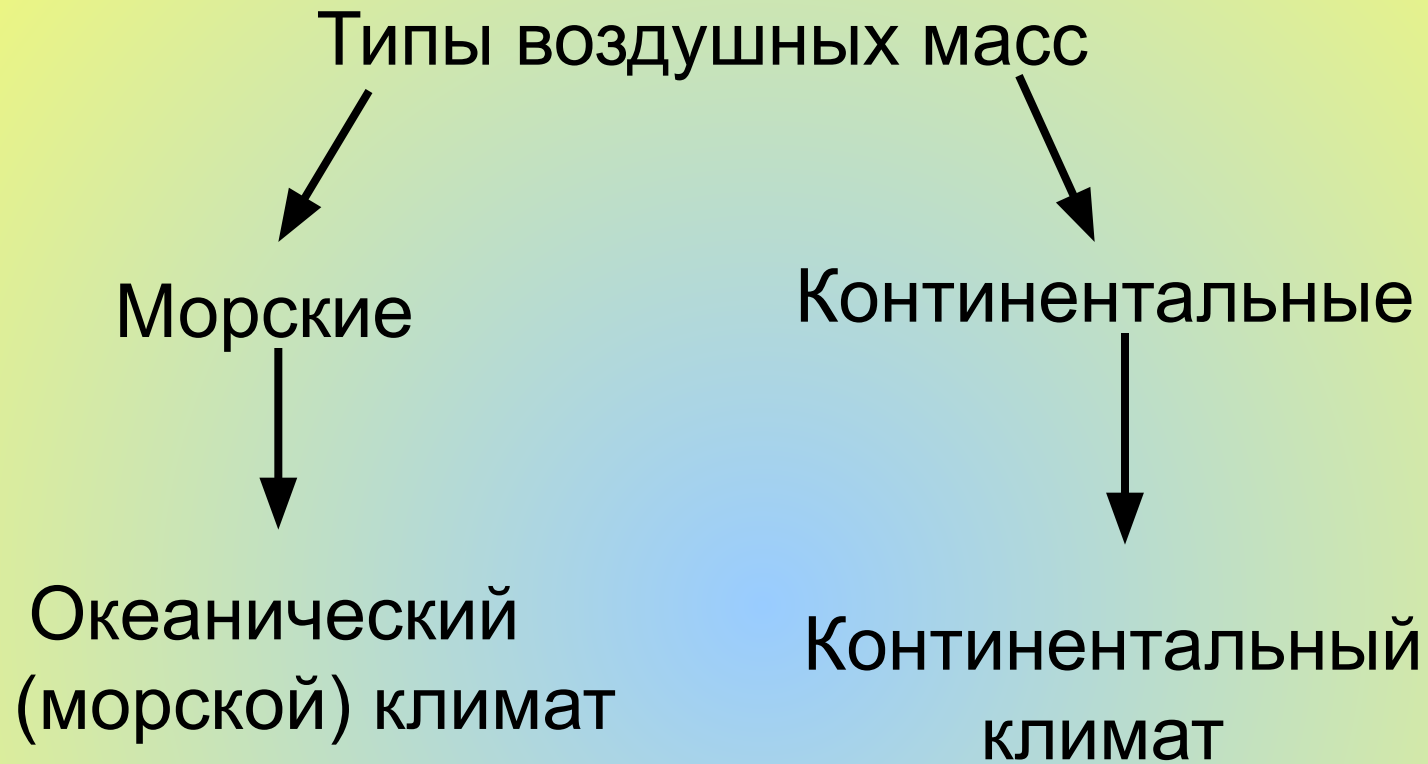 Типы воздушных масс
Морские
Континентальные
Океанический
(морской) климат
Континентальный
климат